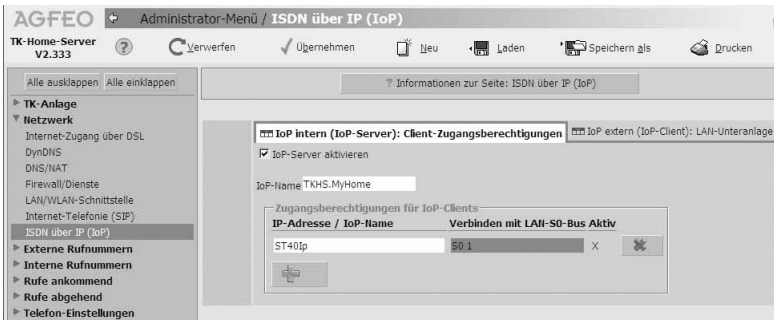 AGFEO Administrator-Menü / ISDN über IP (IoP)
TK-Home-Server
V2.333
? Verwerfen Übernehmen Neu Laden Speichern als Drucken
Alle ausklappen Alle einklappen
? Informationen zur Seite: ISDN über IP (IoP)
TK-Anlage
Netzwerk
Internet-Zugang über DSL
DynDNS
DNS/NAT
Firewall/Dienste
LAN/WLAN-Schnittstelle
Internet-Telefonie (SIP)
ISDN über IP (IoP)
Externe Rufnummern
Interne Rufnummern
Rufe ankommend
Rufe abgehend
Telefon-Einstellungen
IoP intern (IoP-Server): Client-Zugangsberechtigungen
IoP extern (IoP-Client): LAN-Unteranlage
IoP-Server aktivieren
IoP-Name TKHS.MyHome
Zugangsberechtigungen für IoP-Clients
IP-Adresse / IoP-Name Verbinden mit LAN-S0-Bus Aktiv
ST40Ip S0 1 X